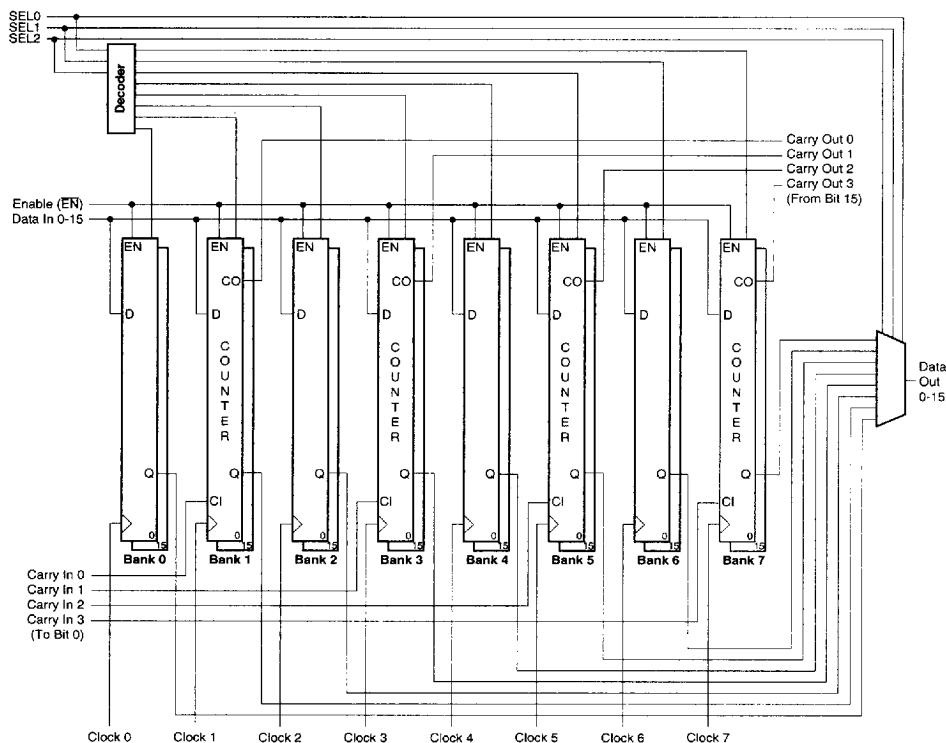 SEL0
SEL1
SEL2
Decoder
Carry Out 0
Carry Out 1
Carry Out 2
Carry Out 3
(From Bit 15)
Enable (EN)
Data In 0-15
EN EN EN EN EN EN EN EN
CO CO CO CO
D D D D D D D D
COUNTER COUNTER COUNTER COUNTER
Data
Out
0-15
Q Q Q Q Q Q Q Q
CI CI CI CI
0 0 0 0 0 0 0 0
15 15 15 15 15 15 15 15
Bank 0 Bank 1 Bank 2 Bank 3 Bank 4 Bank 5 Bank 6 Bank 7
Carry In 0
Carry In 1
Carry In 2
Carry In 3
(To Bit 0)
Clock 0 Clock 1 Clock 2 Clock 3 Clock 4 Clock 5 Clock 6 Clock 7